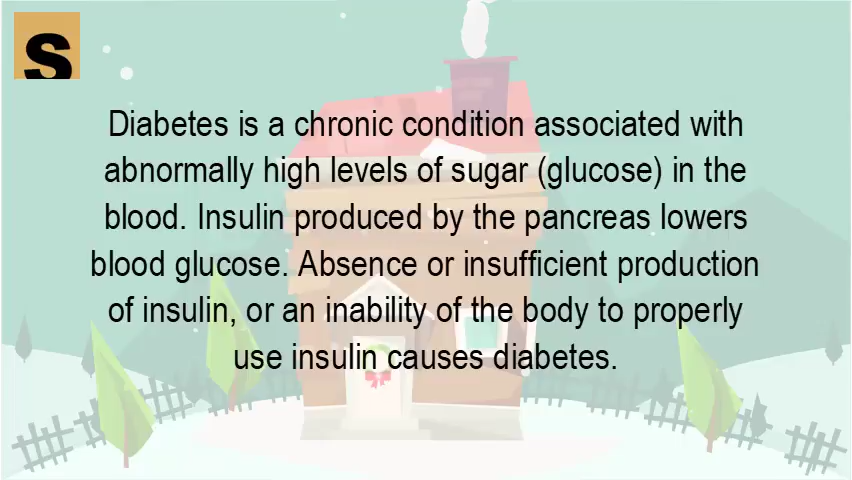 S
Diabetes is a chronic condition associated with
abnormally high levels of sugar (glucose) in the
blood. Insulin produced by the pancreas lowers
blood glucose. Absence or insufficient production
of insulin, or an inability of the body to properly
use insulin causes diabetes.